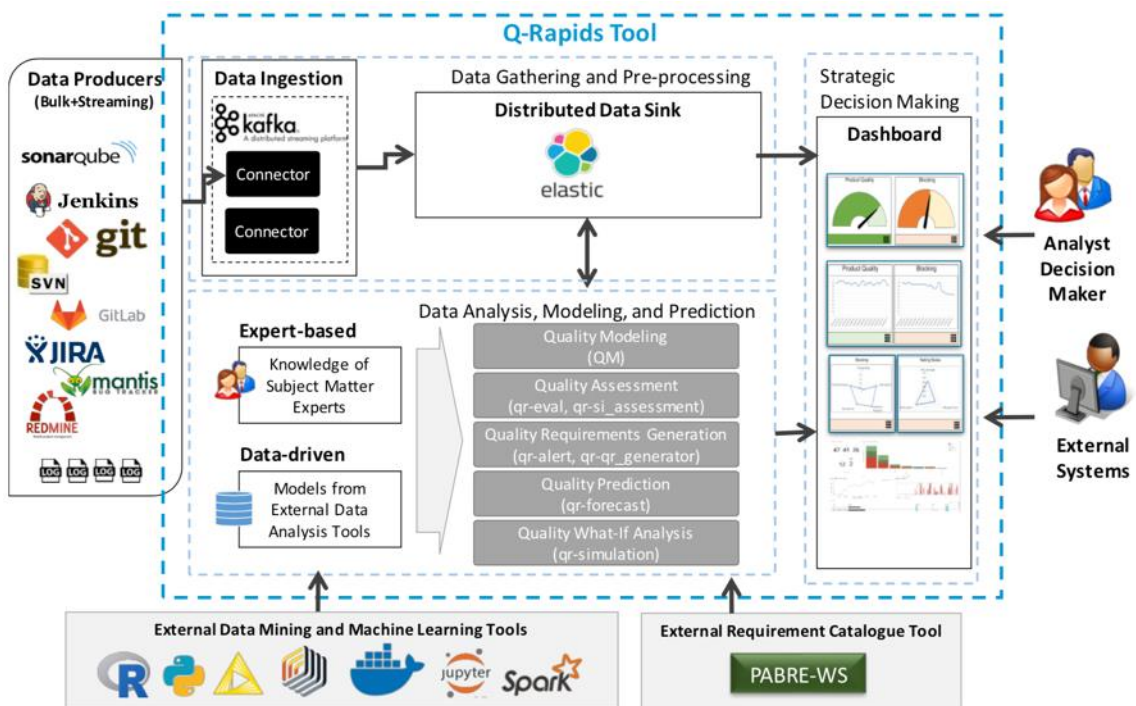 Q-Rapids Tool
Data Producers
(Bulk+Streaming)
sonarqube
Jenkins
git
SVN
GitLab
JIRA
mantis
BUG TRACKER
REDMINE
LOG LOG LOG LOG
Data Ingestion
kafka
A distributed streaming platform
Connector
Connector
Data Gathering and Pre-processing
Distributed Data Sink
elastic
Strategic
Decision Making
Dashboard
Product Quality
Blocking
Product Quality
Blocking
Analyst
Decision
Maker
External
Systems
Data Analysis, Modeling, and Prediction
Expert-based
Knowledge of
Subject Matter
Experts
Data-driven
Models from
External Data
Analysis Tools
Quality Modeling
(QM)
Quality Assessment
(qr-eval, qr-si_assessment)
Quality Requirements Generation
(qr-alert, qr-qr_generator)
Quality Prediction
(qr-forecast)
Quality What-If Analysis
(qr-simulation)
External Data Mining and Machine Learning Tools
R
jupyter
Spark
External Requirement Catalogue Tool
PABRE-WS